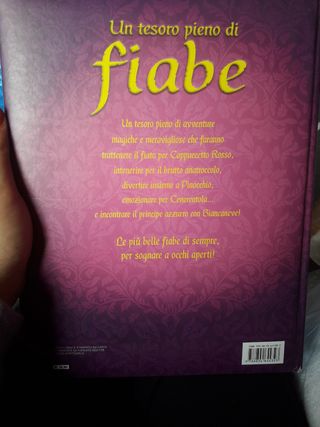 Un tesoro pieno di
fiabe
Un tesoro pieno di avventure
magiche e meravigliose che faranno
trattenere il fiato per Cappuccetto Rosso,
intenerire per il brutto anatroccolo,
divertire insieme a Pinocchio,
emozionare per Cenerentola...
e incontrare il principe azzurro con Biancaneve!
Le più belle fiabe di sempre,
per sognare a occhi aperti!